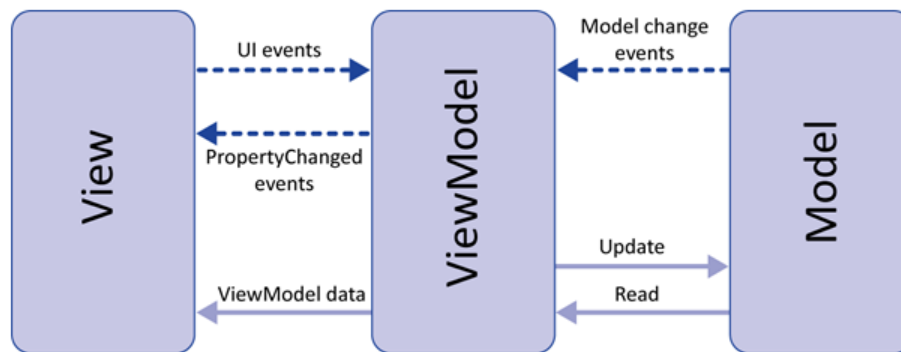 View
UI events
PropertyChanged
events
ViewModel data
ViewModel
Model change
events
Update
Read
Model